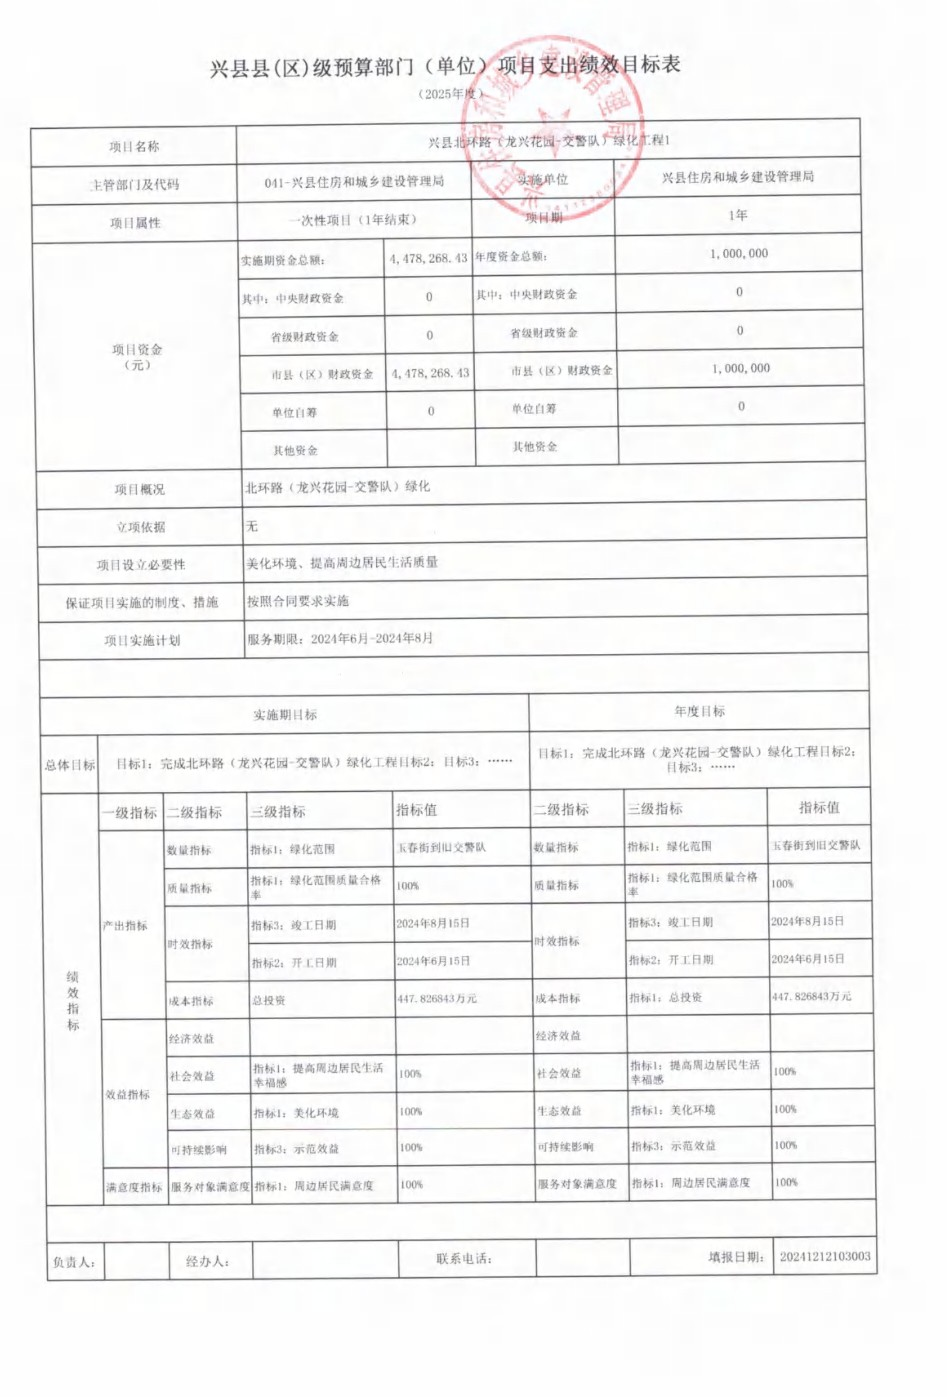 兴县县(区)级预算部门（单位）项目支出绩效目标表
（2025年度）
项目名称 兴县北环路（龙兴花园-交警队）绿化工程1
主管部门及代码 041-兴县住房和城乡建设管理局 实施单位 兴县住房和城乡建设管理局
项目属性 一次性项目（1年结束） 项目期 1年
项目资金
（元）
实施期资金总额： 4,478,268.43 年度资金总额： 1,000,000
其中：中央财政资金 0 其中：中央财政资金 0
省级财政资金 0 省级财政资金 0
市县（区）财政资金 4,478,268.43 市县（区）财政资金 1,000,000
单位自筹 0 单位自筹 0
其他资金 其他资金
项目概况 北环路（龙兴花园-交警队）绿化
立项依据 无
项目设立必要性 美化环境、提高周边居民生活质量
保证项目实施的制度、措施 按照合同要求实施
项目实施计划 服务期限：2024年6月-2024年8月
实施期目标 年度目标
总体目标 目标1：完成北环路（龙兴花园-交警队）绿化工程目标2：目标3：…… 目标1：完成北环路（龙兴花园-交警队）绿化工程目标2：
目标3：……
绩效指标
一级指标 二级指标 三级指标 指标值 二级指标 三级指标 指标值
产出指标
数量指标 指标1：绿化范围 玉春街到旧交警队 数量指标 指标1：绿化范围 玉春街到旧交警队
质量指标 指标1：绿化范围质量合格率 100% 质量指标 指标1：绿化范围质量合格率 100%
时效指标 指标3：竣工日期 2024年8月15日 时效指标 指标3：竣工日期 2024年8月15日
指标2：开工日期 2024年6月15日 指标2：开工日期 2024年6月15日
成本指标 总投资 447.826843万元 成本指标 指标1：总投资 447.826843万元
效益指标
经济效益 经济效益
社会效益 指标1：提高周边居民生活幸福感 100% 社会效益 指标1：提高周边居民生活幸福感 100%
生态效益 指标1：美化环境 100% 生态效益 指标1：美化环境 100%
可持续影响 指标3：示范效益 100% 可持续影响 指标3：示范效益 100%
满意度指标 服务对象满意度 指标1：周边居民满意度 100% 服务对象满意度 指标1：周边居民满意度 100%
负责人： 经办人： 联系电话： 填报日期： 20241212103003